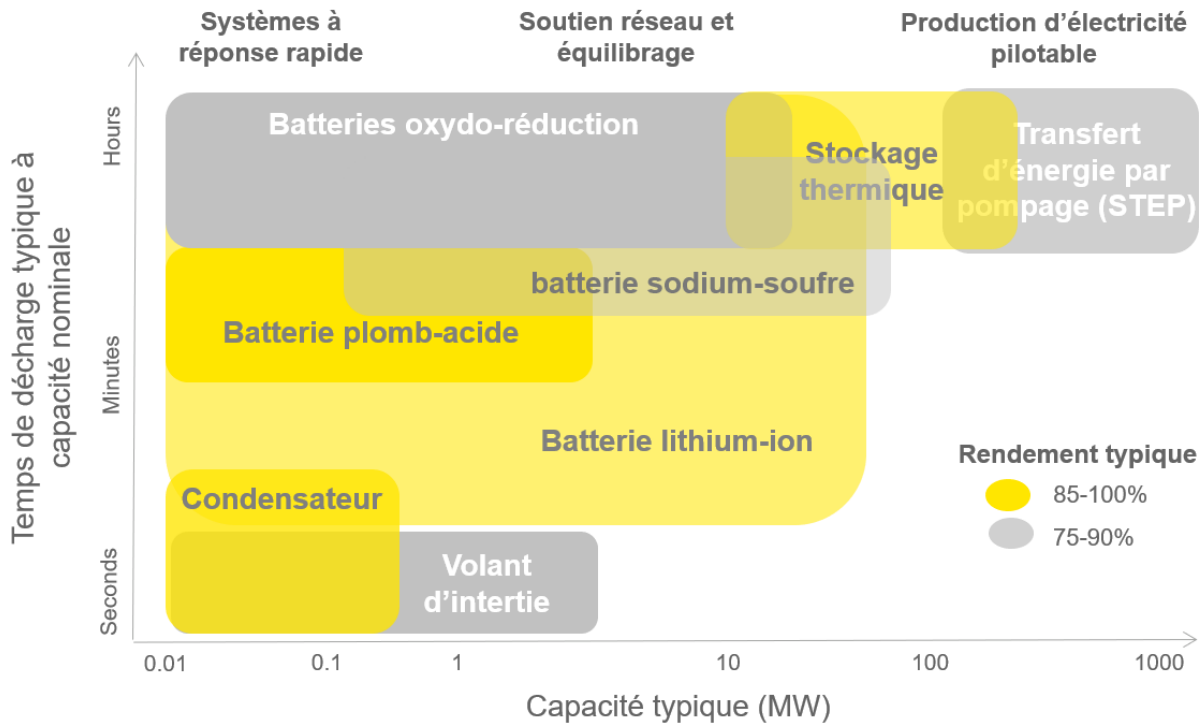 Systèmes à
réponse rapide
Soutien réseau et
équilibrage
Production d’électricité
pilotable
Temps de décharge typique à
capacité nominale
Hours
Minutes
Seconds
Batteries oxydo-réduction
Stockage
thermique
Transfert
d’énergie par
pompage (STEP)
batterie sodium-soufre
Batterie plomb-acide
Batterie lithium-ion
Condensateur
Volant
d’intertie
Rendement typique
85-100%
75-90%
0.01
0.1
1
10
100
1000
Capacité typique (MW)